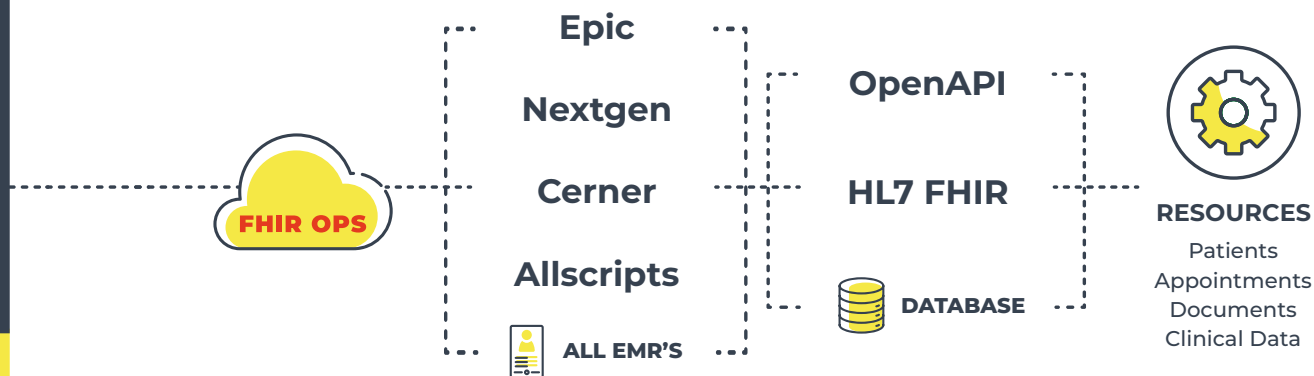 FHIR OPS
Epic
Nextgen
Cerner
Allscripts
ALL EMR'S
OpenAPI
HL7 FHIR
DATABASE
RESOURCES
Patients
Appointments
Documents
Clinical Data